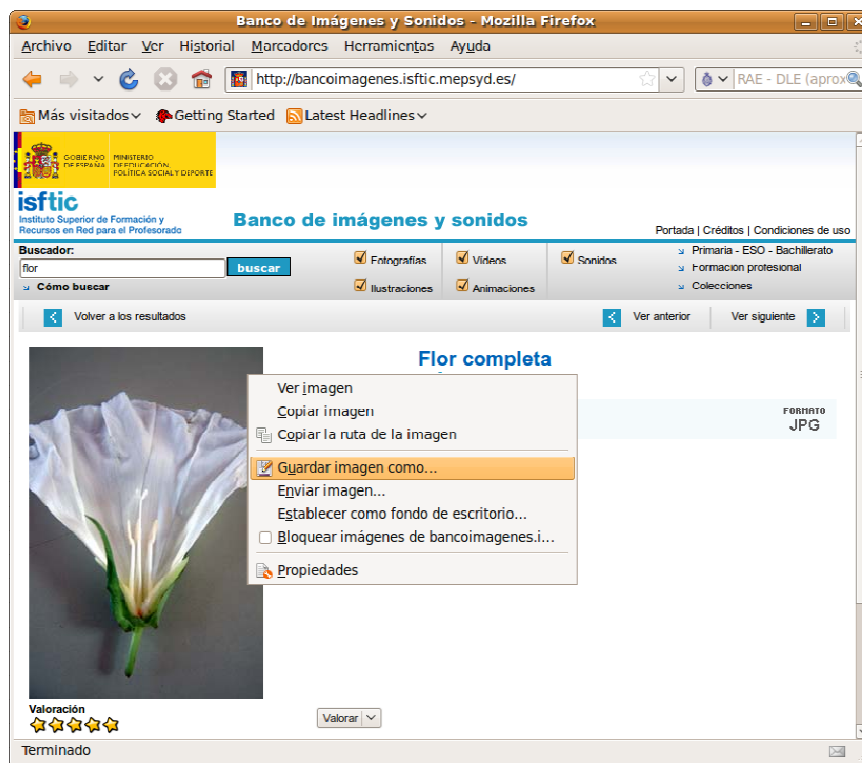 Banco de Imágenes y Sonidos - Mozilla Firefox
Archivo Editar Ver Historial Marcadores Herramientas Ayuda
http://bancoimagenes.isftic.mepsyd.es/ RAE - DLE (aprox
Más visitados Getting Started Latest Headlines
GOBIERNO DE ESPAÑA
MINISTERIO DE EDUCACIÓN, POLÍTICA SOCIAL Y DEPORTE
isftic
Instituto Superior de Formación y
Recursos en Red para el Profesorado
Banco de imágenes y sonidos
Portada | Créditos | Condiciones de uso
Buscador:
flor
buscar
Cómo buscar
Fotografías Vídeos Sonidos
Ilustraciones Animaciones
Primaria - ESO - Bachillerato
Formación profesional
Colecciones
Volver a los resultados Ver anterior Ver siguiente
Flor completa
FORMATO
JPG
Ver imagen
Copiar imagen
Copiar la ruta de la imagen
Guardar imagen como...
Enviar imagen...
Establecer como fondo de escritorio...
Bloquear imágenes de bancoimagenes.i...
Propiedades
Valoración
Valorar
Terminado